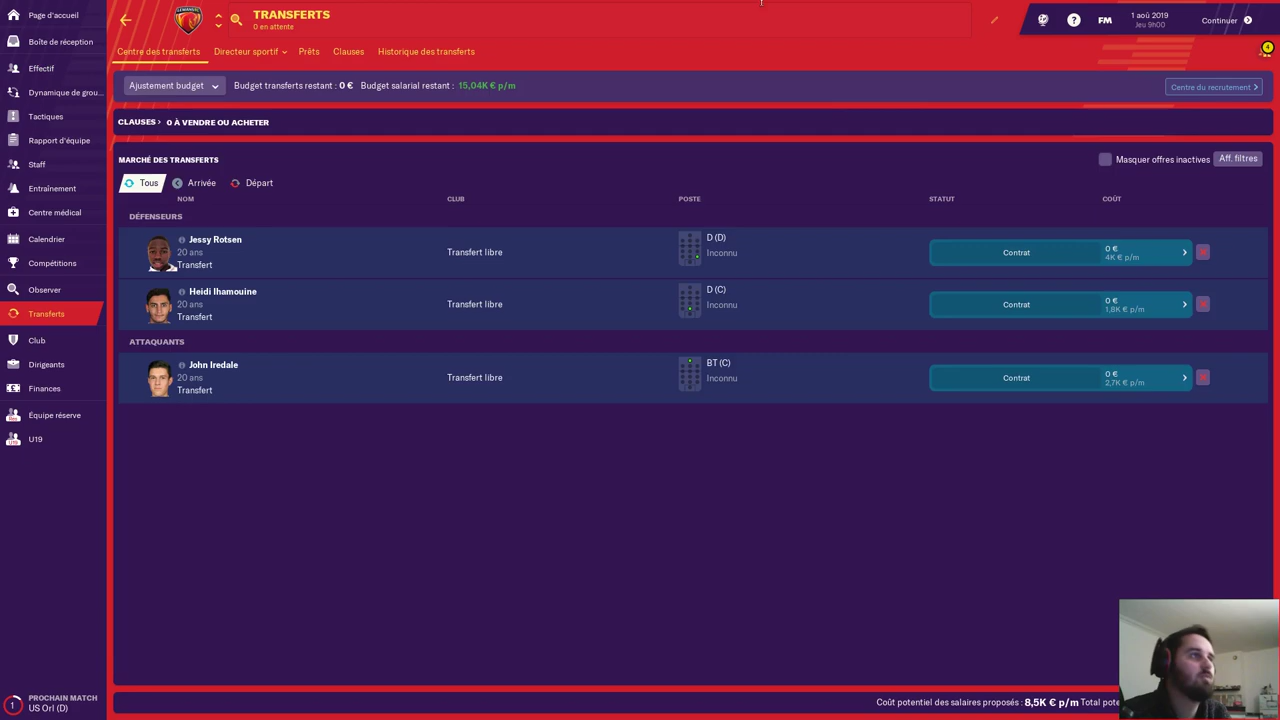 Page d'accueil
Boîte de réception
Effectif
Dynamique de grou...
Tactiques
Rapport d'équipe
Staff
Entraînement
Centre médical
Calendrier
Compétitions
Observer
Transferts
Club
Dirigeants
Finances
Équipe réserve
U19
1 PROCHAIN MATCH
US Orl (D)
TRANSFERTS
0 en attente
FM
1 aoû 2019
Jeu 9h00
Continuer
4
Centre des transferts Directeur sportif Prêts Clauses Historique des transferts
Ajustement budget Budget transferts restant : 0 € Budget salarial restant : 15,04K € p/m Centre du recrutement
CLAUSES > 0 À VENDRE OU ACHETER
MARCHÉ DES TRANSFERTS
Masquer offres inactives Aff. filtres
Tous Arrivée Départ
NOM CLUB POSTE STATUT COÛT
DÉFENSEURS
Jessy Rotsen
20 ans
Transfert
Transfert libre
D (D)
Inconnu
Contrat
0 €
4K € p/m
Heidi Ihamouine
20 ans
Transfert
Transfert libre
D (C)
Inconnu
Contrat
0 €
1,8K € p/m
ATTAQUANTS
John Iredale
20 ans
Transfert
Transfert libre
BT (C)
Inconnu
Contrat
0 €
2,7K € p/m
Coût potentiel des salaires proposés : 8,5K € p/m Total pote